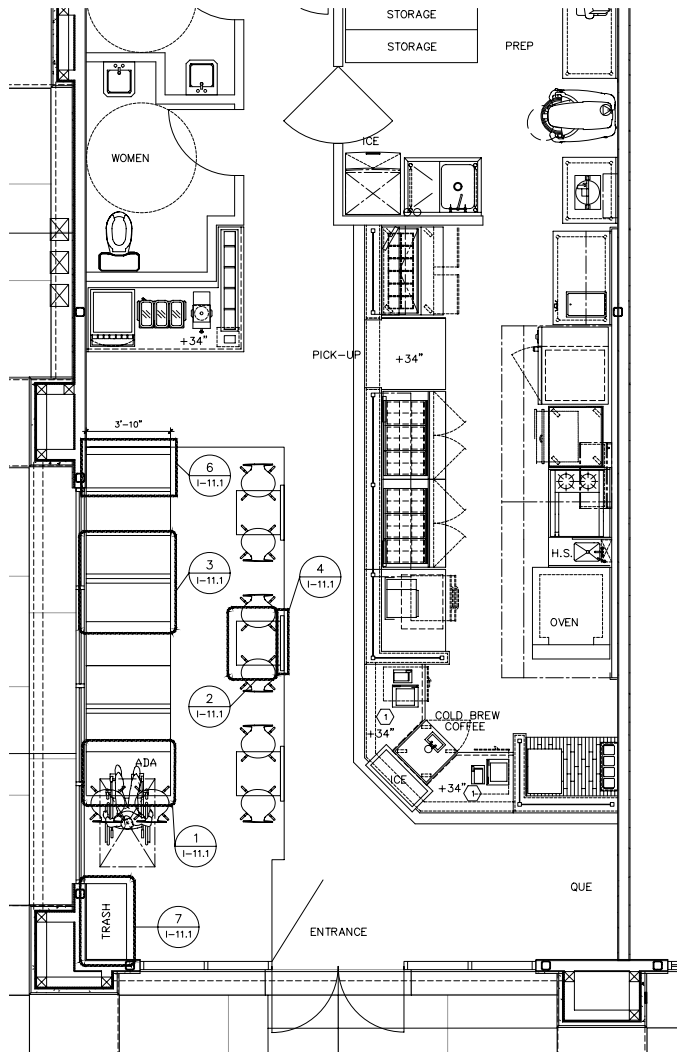 STORAGE
STORAGE
PREP
ICE
WOMEN
+34"
PICK-UP
+34"
3'-10"
6
I-11.1
3
I-11.1
4
I-11.1
H.S.
OVEN
2
I-11.1
1
COLD BREW
COFFEE
+34"
ADA
ICE
+34"
1
1
I-11.1
QUE
TRASH
7
I-11.1
ENTRANCE